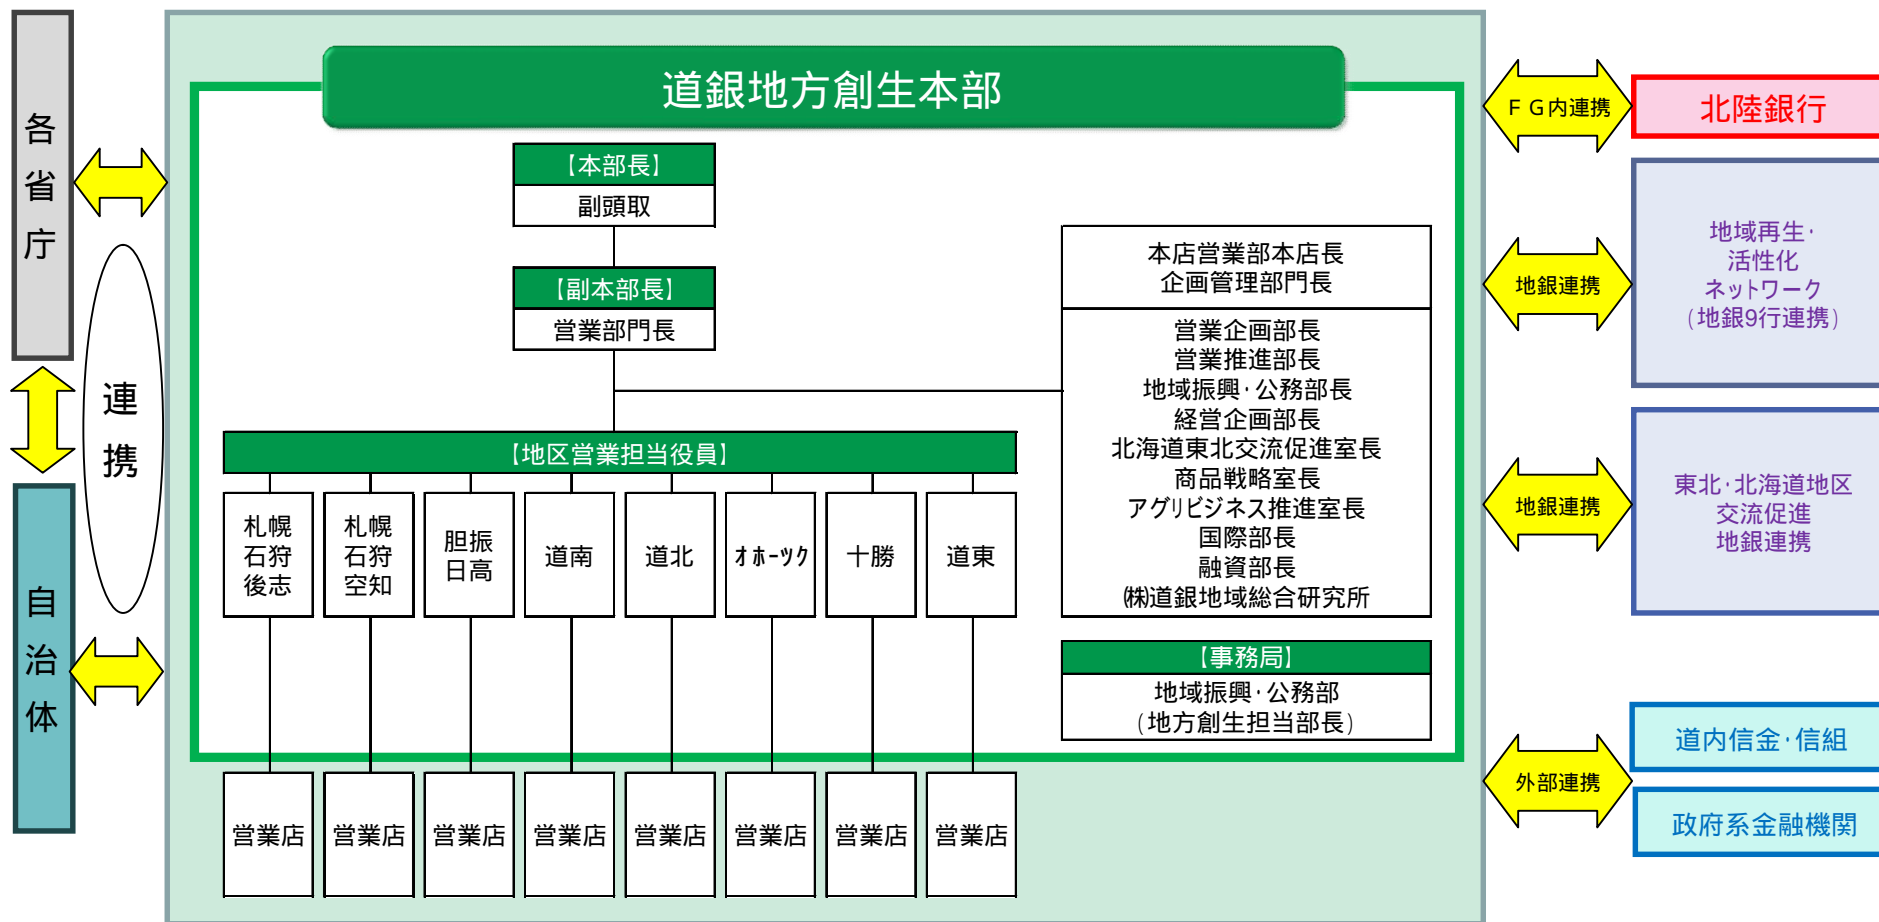 道銀地方創生本部
各省庁
連携
自治体
【本部長】
副頭取
【副本部長】
営業部門長
本店営業部本店長
企画管理部門長
営業企画部長
営業推進部長
地域振興・公務部長
経営企画部長
北海道東北交流促進室長
商品戦略室長
アグリビジネス推進室長
国際部長
融資部長
㈱道銀地域総合研究所
【事務局】
地域振興・公務部
(地方創生担当部長)
【地区営業担当役員】
札幌
石狩
後志
札幌
石狩
空知
胆振
日高
道南
道北
オホーツク
十勝
道東
営業店
営業店
営業店
営業店
営業店
営業店
営業店
営業店
FG内連携
北陸銀行
地銀連携
地域再生・
活性化
ネットワーク
(地銀9行連携)
地銀連携
東北・北海道地区
交流促進
地銀連携
外部連携
道内信金・信組
政府系金融機関